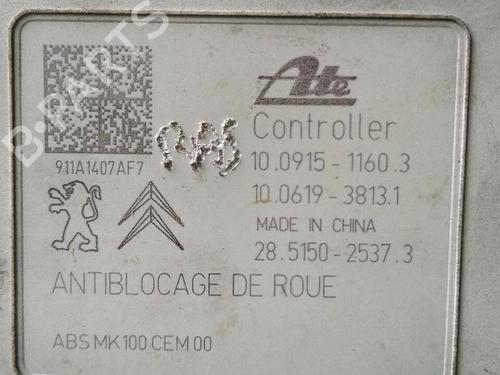 Ate
Controller
911A1407AF7
10.0915-1160.3
10.0619-3813.1
MADE IN CHINA
28.5150-2537.3
ANTIBLOCAGE DE ROUE
ABS MK100 CEM 00
B-PARTS